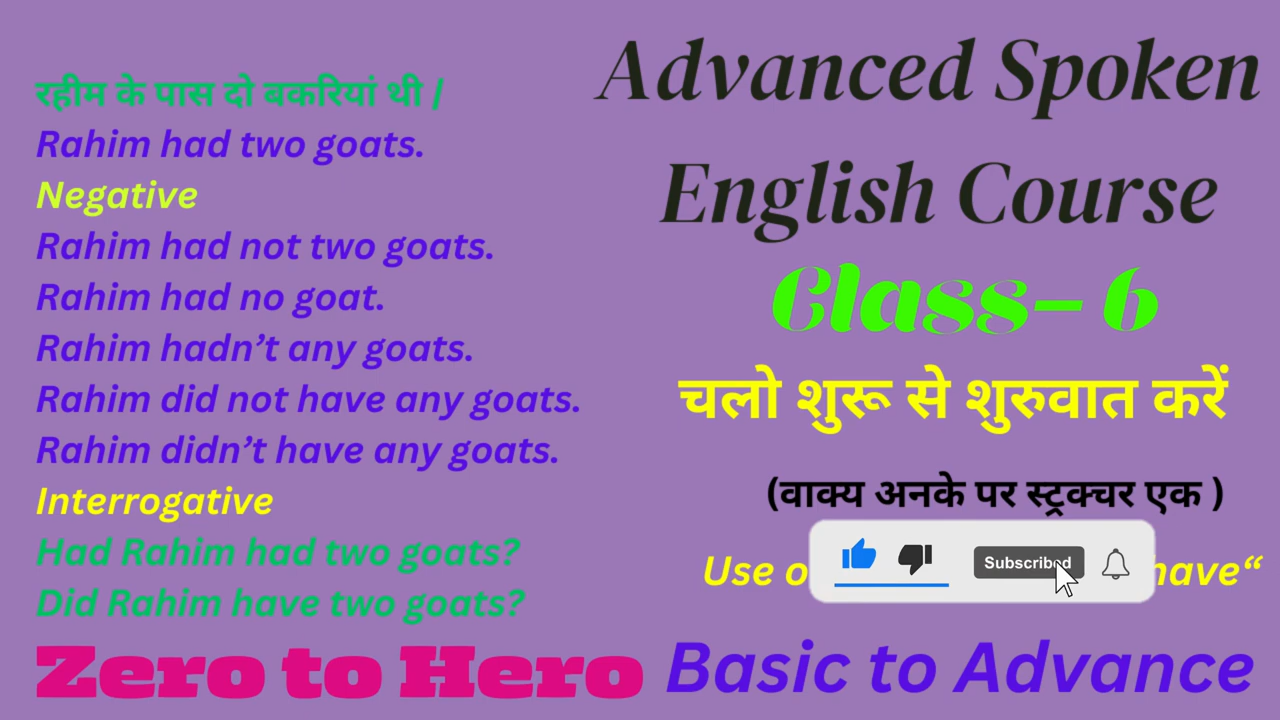 रहीम के पास दो बकरियां थी |
Rahim had two goats.
Negative
Rahim had not two goats.
Rahim had no goat.
Rahim hadn’t any goats.
Rahim did not have any goats.
Rahim didn’t have any goats.
Interrogative
Had Rahim had two goats?
Did Rahim have two goats?
Zero to Hero
Advanced Spoken
English Course
Class– 6
चलो शुरू से शुरुवात करें
(वाक्य अनके पर स्ट्रक्चर एक )
Use have“
Subscribed
Basic to Advance